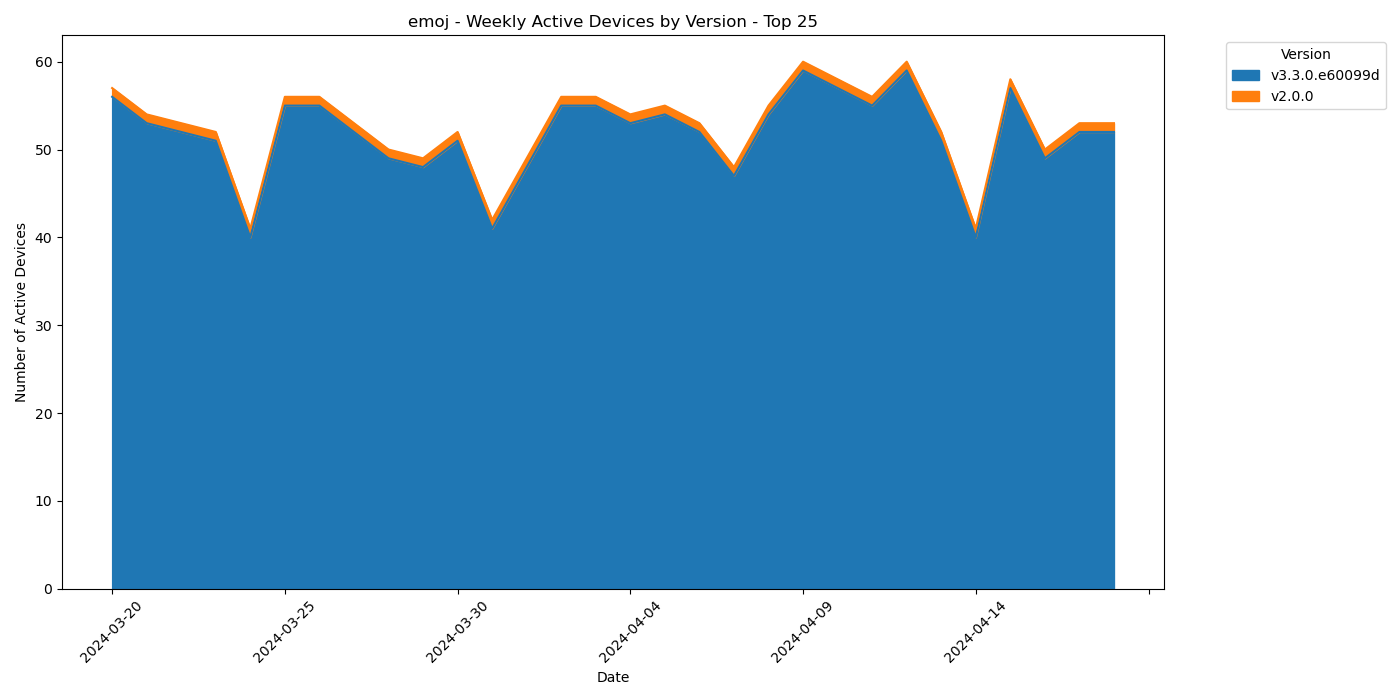 emoj - Weekly Active Devices by Version - Top 25
Number of Active Devices
60
50
40
30
20
10
0
2024-03-20
2024-03-25
2024-03-30
2024-04-04
2024-04-09
2024-04-14
Date
Version
v3.3.0.e60099d
v2.0.0